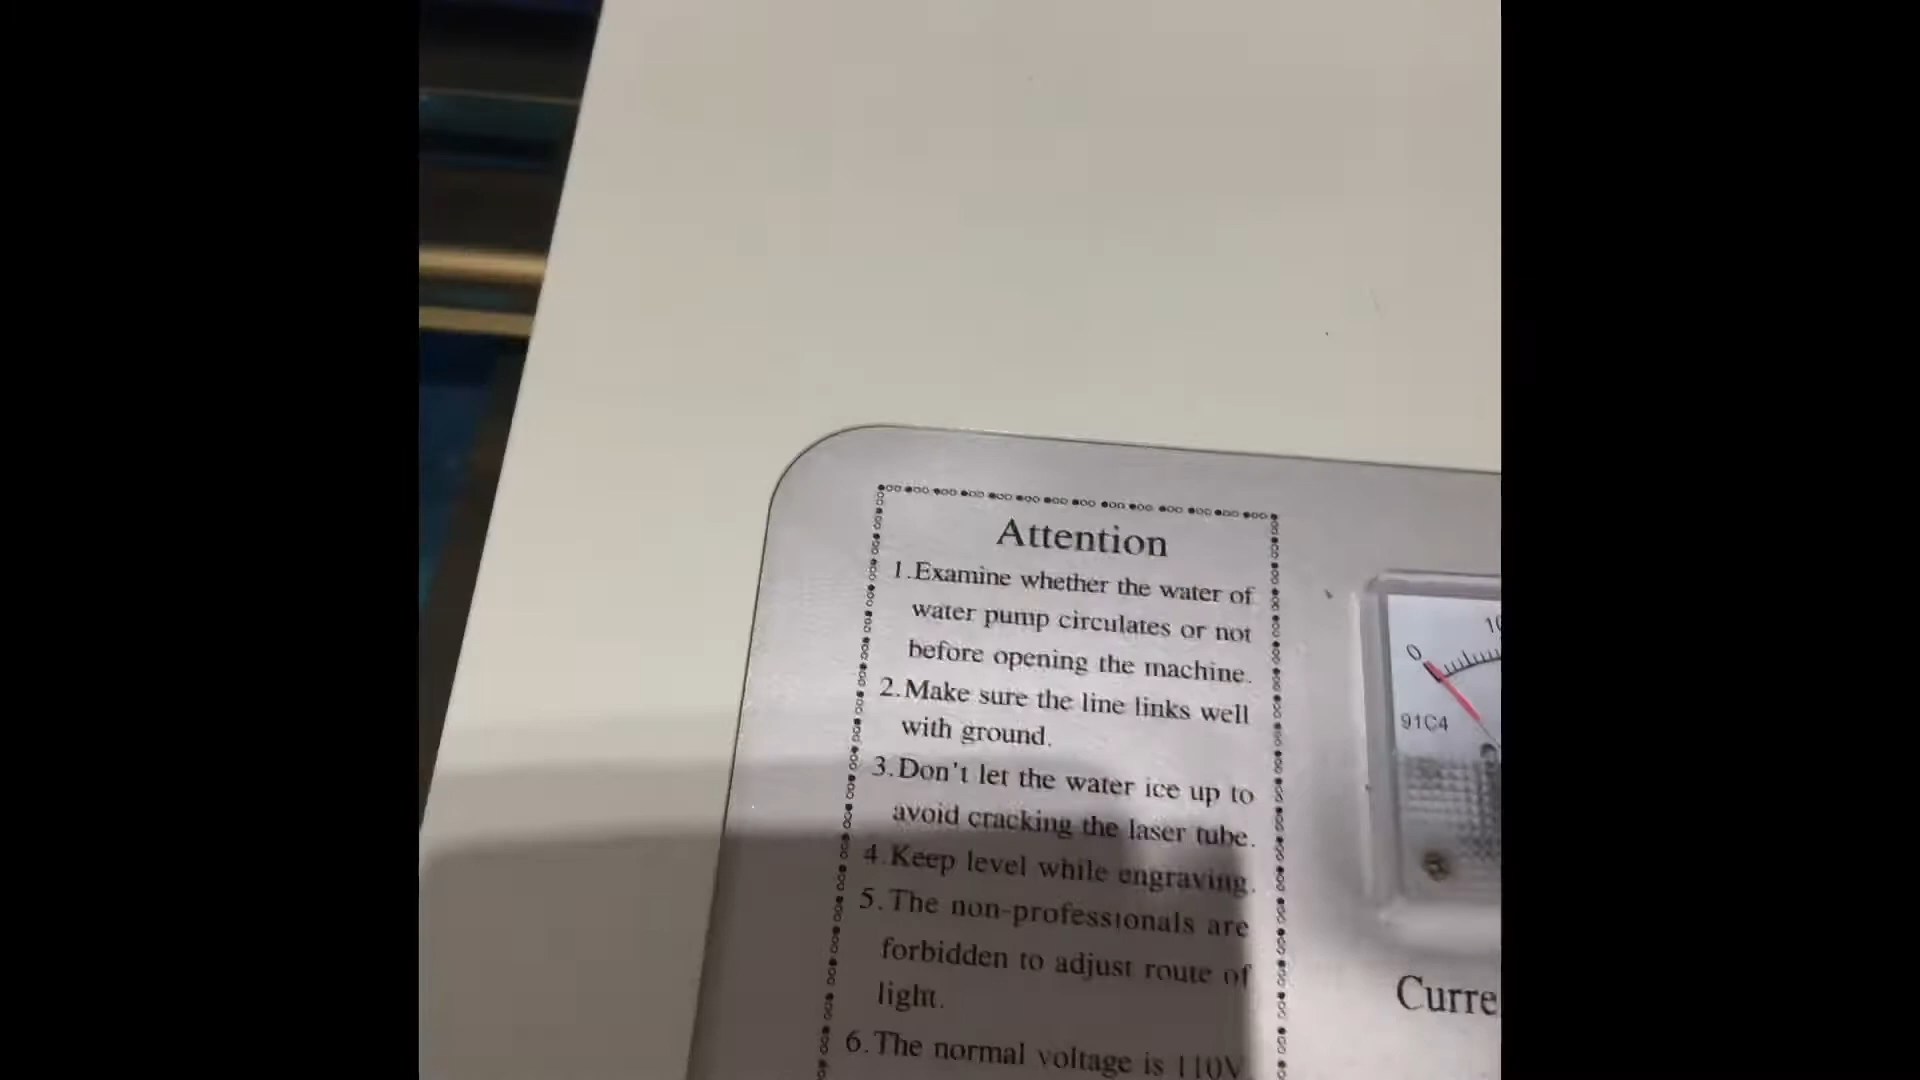 Attention
1.Examine whether the water of
water pump circulates or not
before opening the machine.
2.Make sure the line links well
with ground.
3.Don't let the water ice up to
avoid cracking the laser tube.
4.Keep level while engraving.
5.The non-professionals are
forbidden to adjust route of
light.
6.The normal voltage is 110V
0
10
91C4
Curre